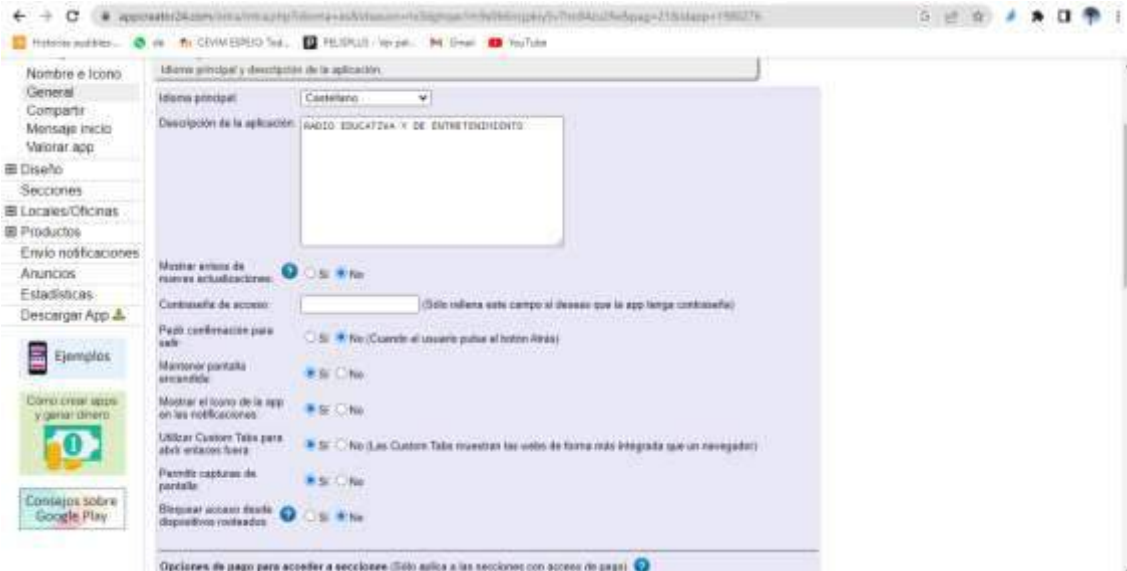 de
CEVIM ESPEJO
Gmail
YouTube
Nombre e Icono
General
Compartir
Mensaje inicio
Valorar app
Diseño
Secciones
Locales/Oficinas
Productos
Envío notificaciones
Anuncios
Estadísticas
Descargar App
Ejemplos
Cómo crear apps
y ganar dinero
Consejos sobre
Google Play
Idioma principal y descripción de la aplicación.
Idioma principal: Castellano
Descripción de la aplicación: RADIO EDUCATIVA Y DE ENTRETENIMIENTO
Mostrar avisos de
nuevas actualizaciones: ? Sí No
Contraseña de acceso: (Sólo rellena este campo si deseas que la app tenga contraseña)
Pedir confirmación para
salir: Sí No (Cuando el usuario pulse el botón Atrás)
Mantener pantalla
encendida: Sí No
Mostrar el Icono de la app
en las notificaciones: Sí No
Utilizar Custom Tabs para
abrir enlaces fuera: Sí No (Las Custom Tabs muestran las webs de forma más integrada que un navegador)
Permitir capturas de
pantalla: Sí No
Bloquear acceso desde
dispositivos rooteados: ? Sí No
Opciones de pago para acceder a secciones (Sólo aplica a las secciones con acceso de pago) ?